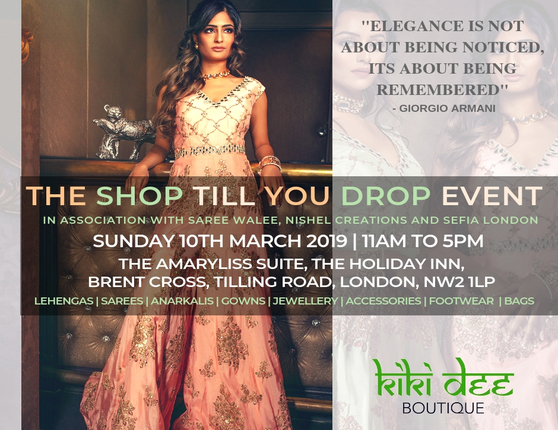 "ELEGANCE IS NOT
ABOUT BEING NOTICED,
ITS ABOUT BEING
REMEMBERED"
- GIORGIO ARMANI
THE SHOP TILL YOU DROP EVENT
IN ASSOCIATION WITH SAREE WALEE, NISHEL CREATIONS AND SEFIA LONDON
SUNDAY 10TH MARCH 2019 | 11AM TO 5PM
THE AMARYLISS SUITE, THE HOLIDAY INN,
BRENT CROSS, TILLING ROAD, LONDON, NW2 1LP
LEHENGAS | SAREES | ANARKALIS | GOWNS | JEWELLERY | ACCESSORIES | FOOTWEAR | BAGS
kiki dee
BOUTIQUE